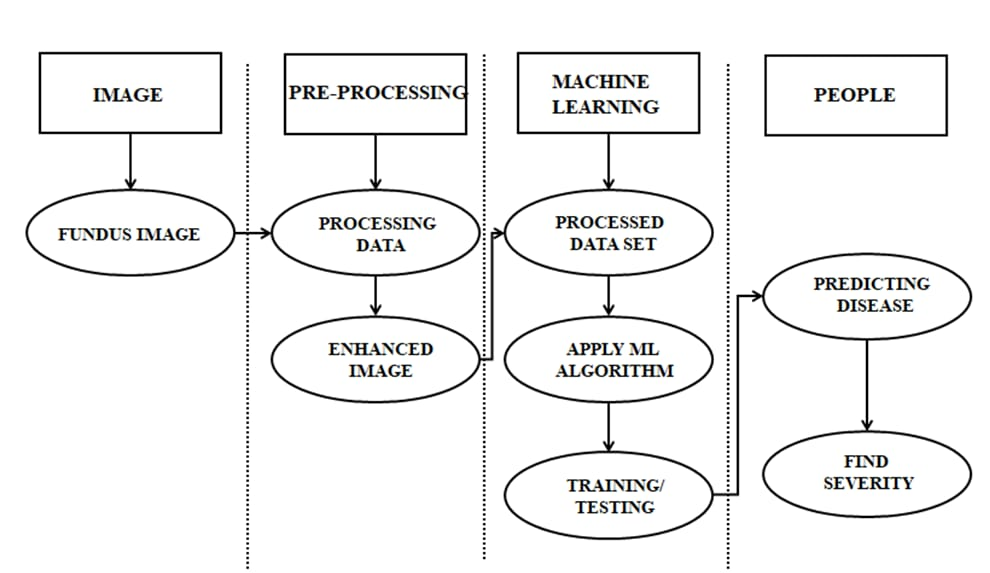 IMAGE
PRE-PROCESSING
MACHINE
LEARNING
PEOPLE
FUNDUS IMAGE
PROCESSING
DATA
PROCESSED
DATA SET
PREDICTING
DISEASE
ENHANCED
IMAGE
APPLY ML
ALGORITHM
FIND
SEVERITY
TRAINING/
TESTING